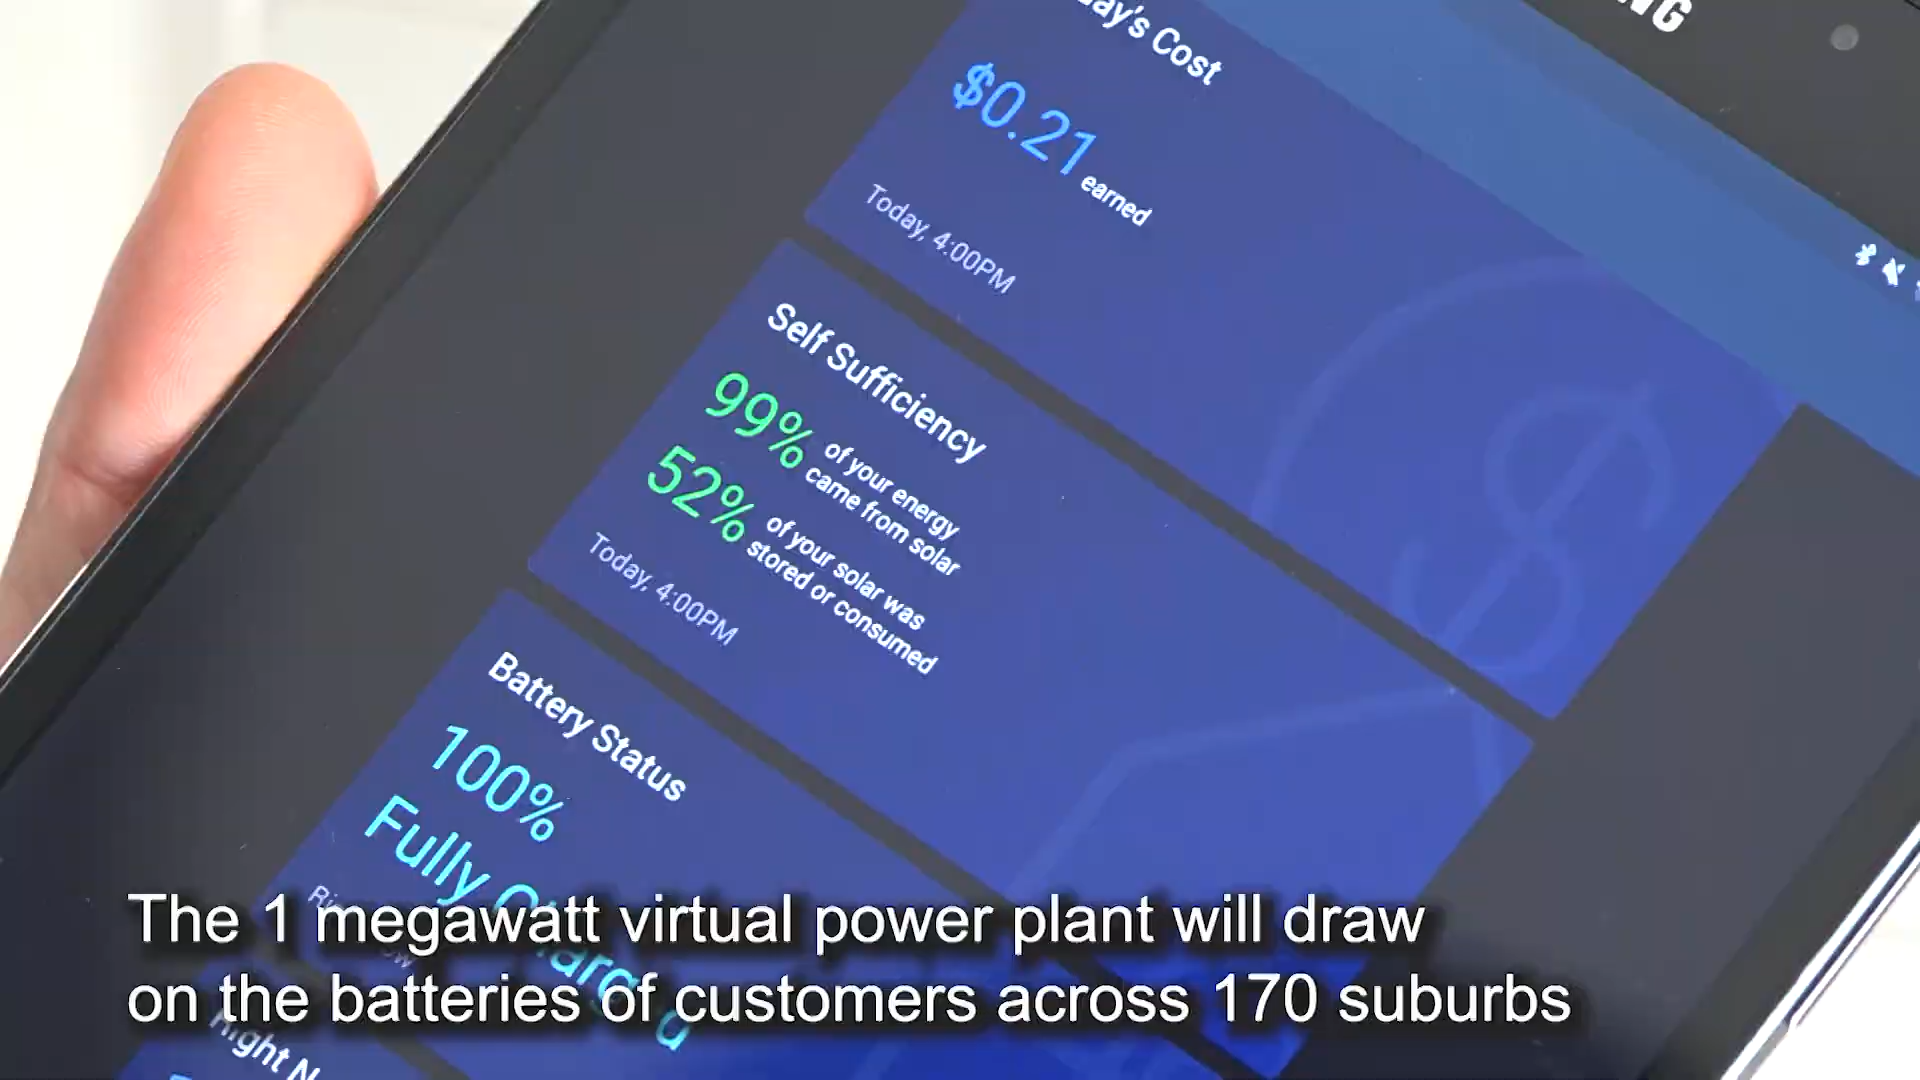 Today's Cost
$0.21 earned
Today, 4:00PM
Self Sufficiency
99% of your energy
came from solar
52% of your solar was
stored or consumed
Today, 4:00PM
Battery Status
100%
Fully Charged
The 1 megawatt virtual power plant will draw
on the batteries of customers across 170 suburbs